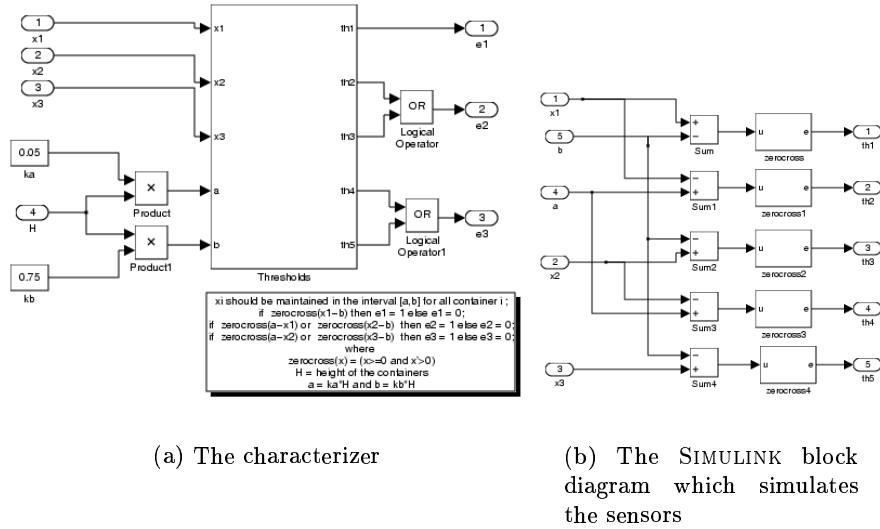 1
x1
2
x2
3
x3
0.05
ka
4
H
0.75
kb
×
Product
×
Product1
x1
x2
x3
a
b
th1
th2
th3
th4
th5
Thresholds
OR
Logical
Operator
OR
Logical
Operator1
1
e1
2
e2
3
e3
xi should be maintained in the interval [a,b] for all container i ;
if zerocross(x1-b) then e1 = 1 else e1 = 0;
if zerocross(a-x1) or zerocross(x2-b) then e2 = 1 else e2 = 0;
if zerocross(a-x2) or zerocross(x3-b) then e3 = 1 else e3 = 0;
where
zerocross(x) = (x>=0 and x'>0)
H = height of the containers
a = ka*H and b = kb*H
(a) The characterizer
1
x1
5
b
4
a
2
x2
3
x3
+
−
Sum
−
+
Sum1
−
+
Sum2
−
+
Sum3
−
+
Sum4
u e
zerocross
u e
zerocross1
u e
zerocross2
u e
zerocross3
u e
zerocross4
1
th1
2
th2
3
th3
4
th4
5
th5
(b) The SIMULINK block
diagram which simulates
the sensors